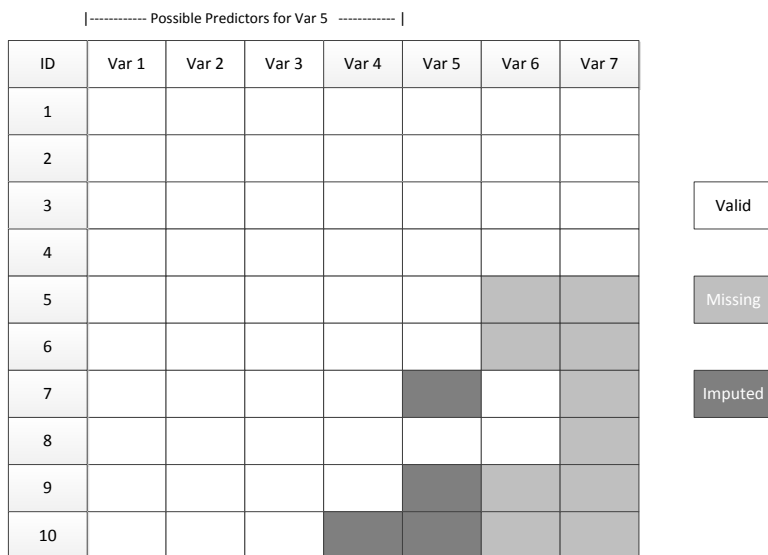 |------------ Possible Predictors for Var 5 ------------ |
ID Var 1 Var 2 Var 3 Var 4 Var 5 Var 6 Var 7
1
2
3
Valid
4
5
Missing
6
7
Imputed
8
9
10